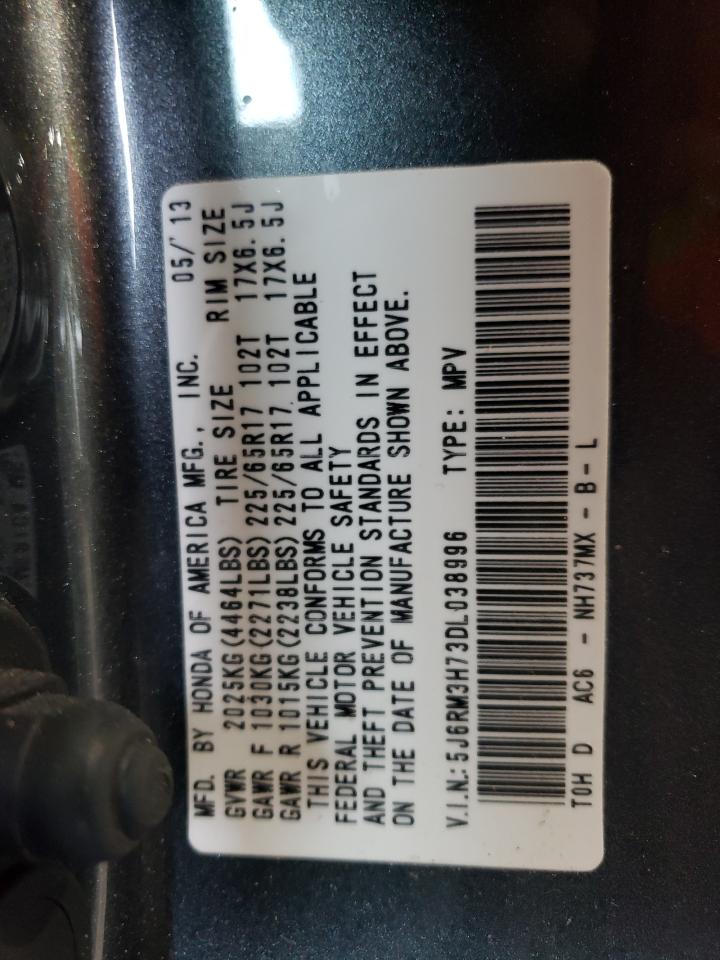 MFD. BY HONDA OF AMERICA MFG., INC. 05/'13
GVWR 2025KG(4464LBS) TIRE SIZE RIM SIZE
GAWR F 1030KG(2271LBS) 225/65R17 102T 17X6.5J
GAWR R 1015KG(2238LBS) 225/65R17 102T 17X6.5J
THIS VEHICLE CONFORMS TO ALL APPLICABLE
FEDERAL MOTOR VEHICLE SAFETY
AND THEFT PREVENTION STANDARDS IN EFFECT
ON THE DATE OF MANUFACTURE SHOWN ABOVE.
V.I.N.: 5J6RM3H73DL038996 TYPE: MPV
T0H D AC6 - NH737MX - B - L